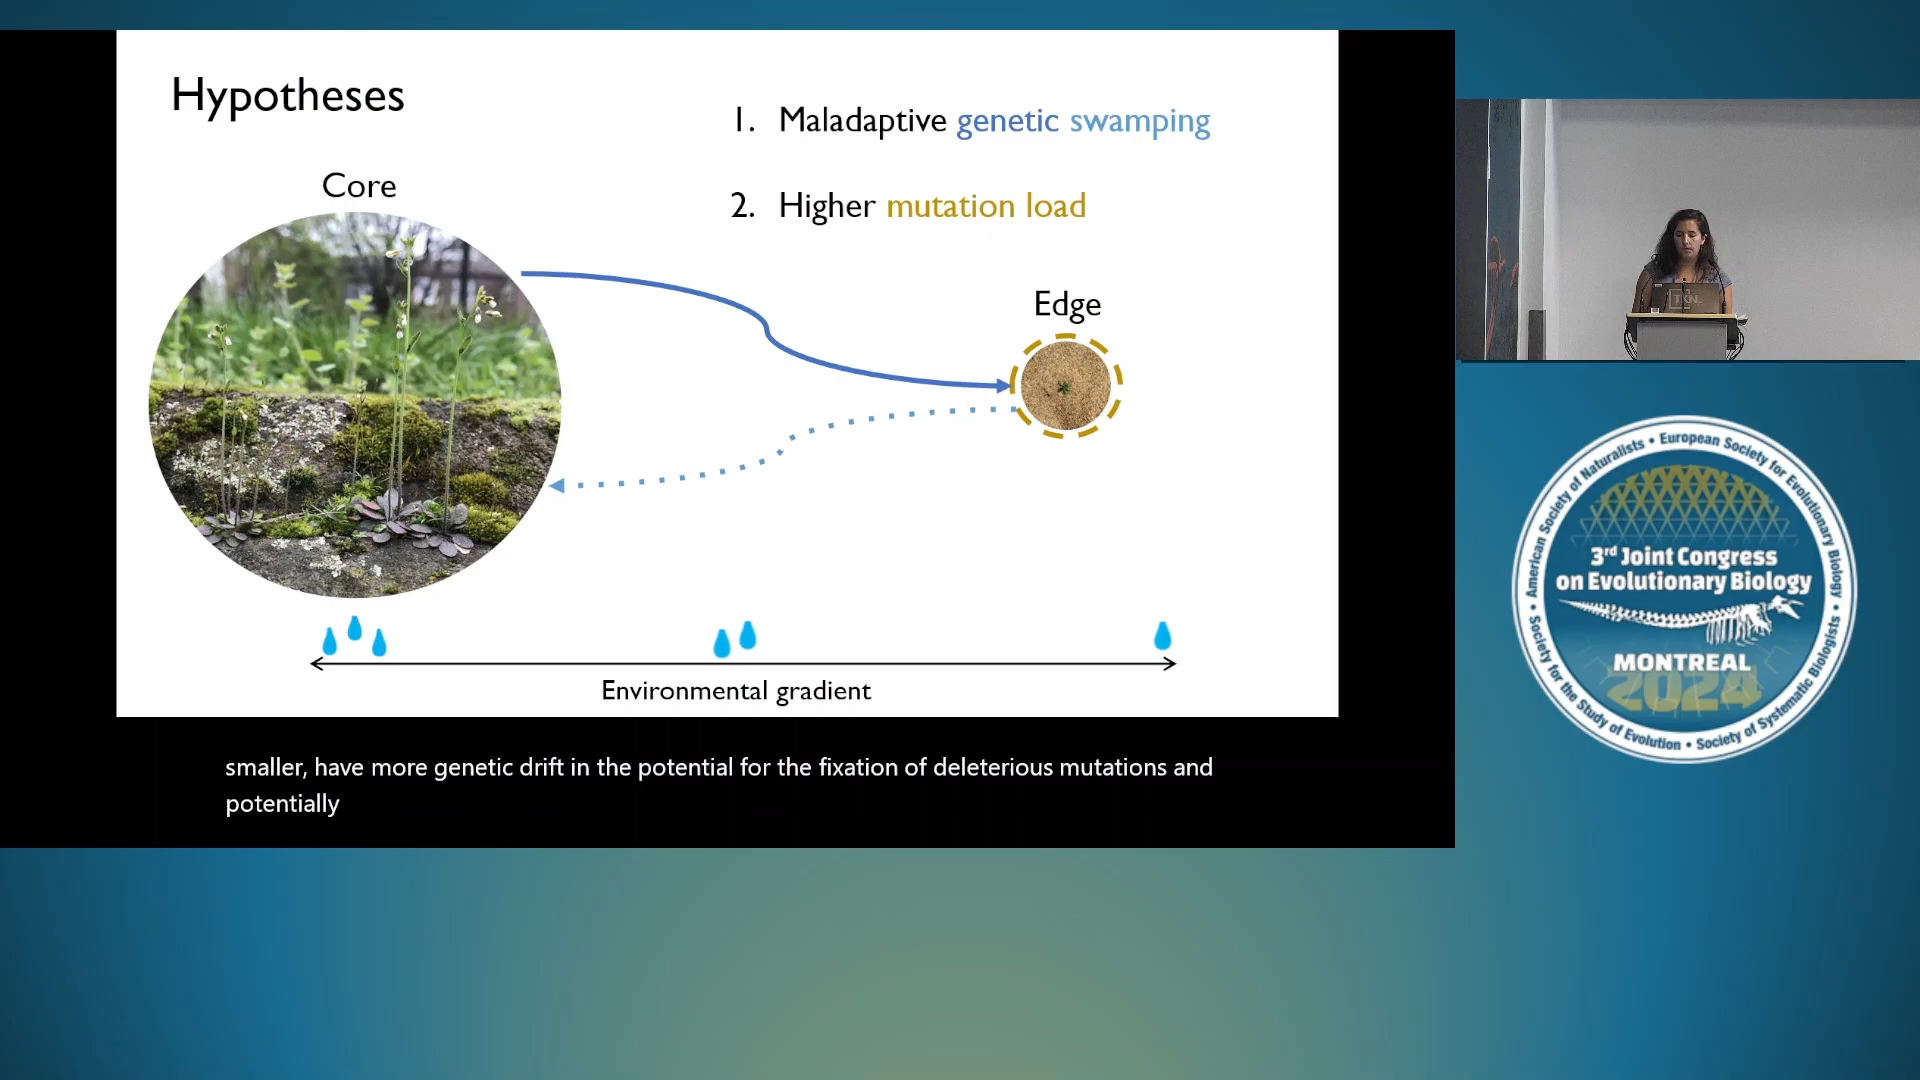 Hypotheses
1. Maladaptive genetic swamping
2. Higher mutation load
Core
Edge
Environmental gradient
smaller, have more genetic drift in the potential for the fixation of deleterious mutations and
potentially
TKN
American Society of Naturalists • European Society for Evolutionary Biology • Society of Systematic Biologists • Society for the Study of Evolution •
3rd Joint Congress
on Evolutionary Biology
MONTREAL
2024